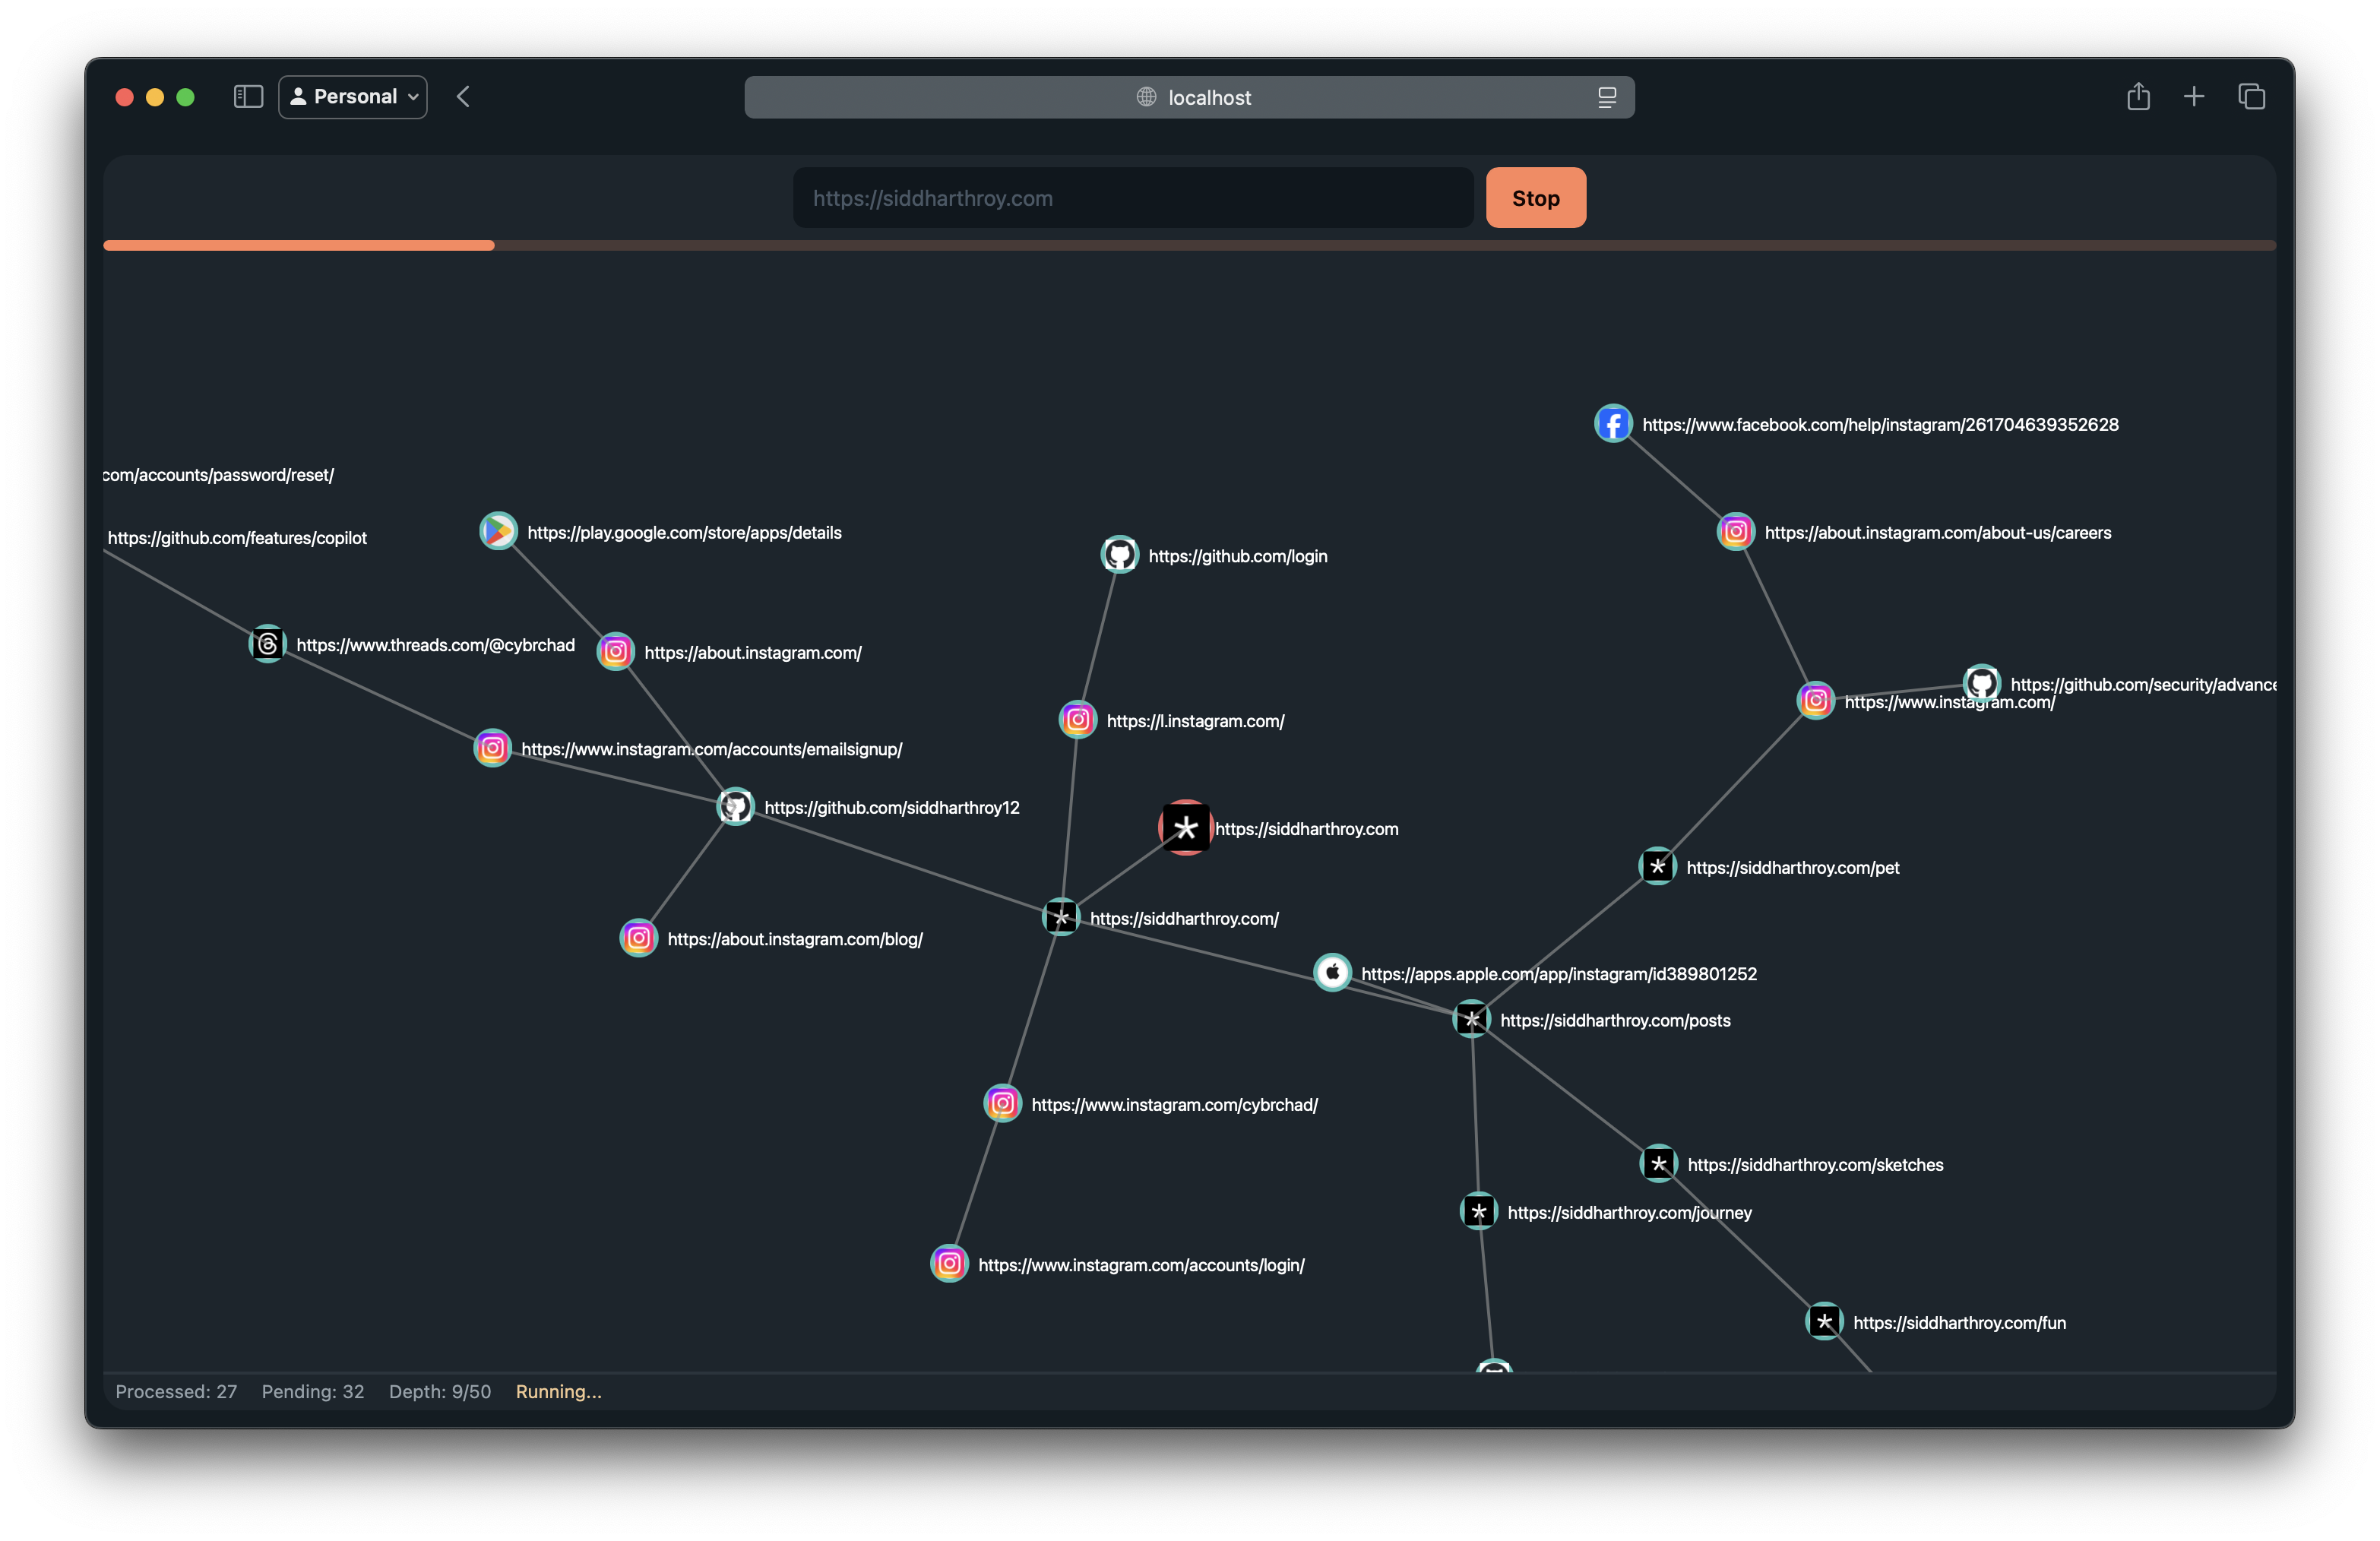 Personal
localhost
https://siddharthroy.com
Stop
https://www.facebook.com/help/instagram/261704639352628
com/accounts/password/reset/
https://play.google.com/store/apps/details
https://about.instagram.com/about-us/careers
https://github.com/features/copilot
https://github.com/login
https://www.threads.com/@cybrchad
https://about.instagram.com/
https://github.com/security/advance
https://www.instagram.com/
https://l.instagram.com/
https://www.instagram.com/accounts/emailsignup/
https://github.com/siddharthroy12
https://siddharthroy.com
https://siddharthroy.com/pet
https://siddharthroy.com/
https://about.instagram.com/blog/
https://apps.apple.com/app/instagram/id389801252
https://siddharthroy.com/posts
https://www.instagram.com/cybrchad/
https://siddharthroy.com/sketches
https://siddharthroy.com/journey
https://www.instagram.com/accounts/login/
https://siddharthroy.com/fun
Processed: 27 Pending: 32 Depth: 9/50 Running...